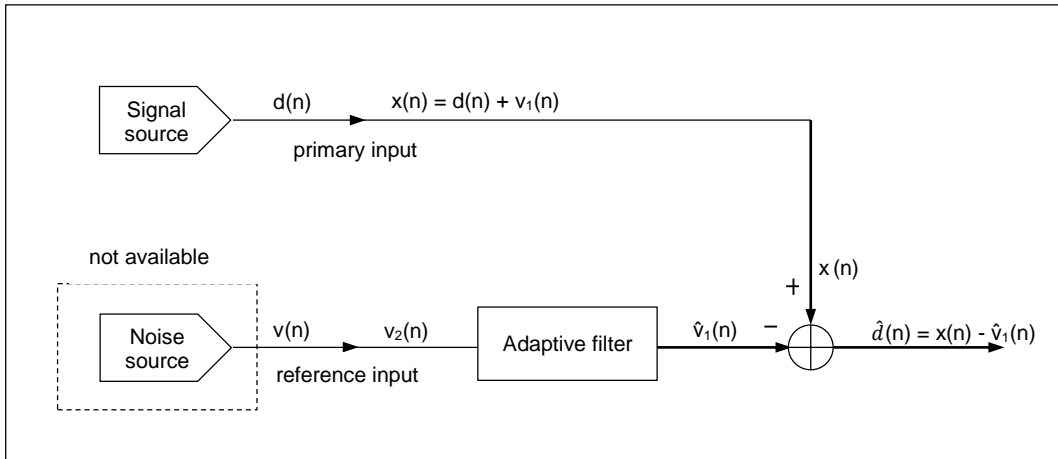 Signal
source
d(n)
x(n) = d(n) + v₁(n)
primary input
not available
x (n)
+
Noise
source
v(n)
v₂(n)
reference input
Adaptive filter
v̂₁(n)
−
d̂(n) = x(n) - v̂₁(n)